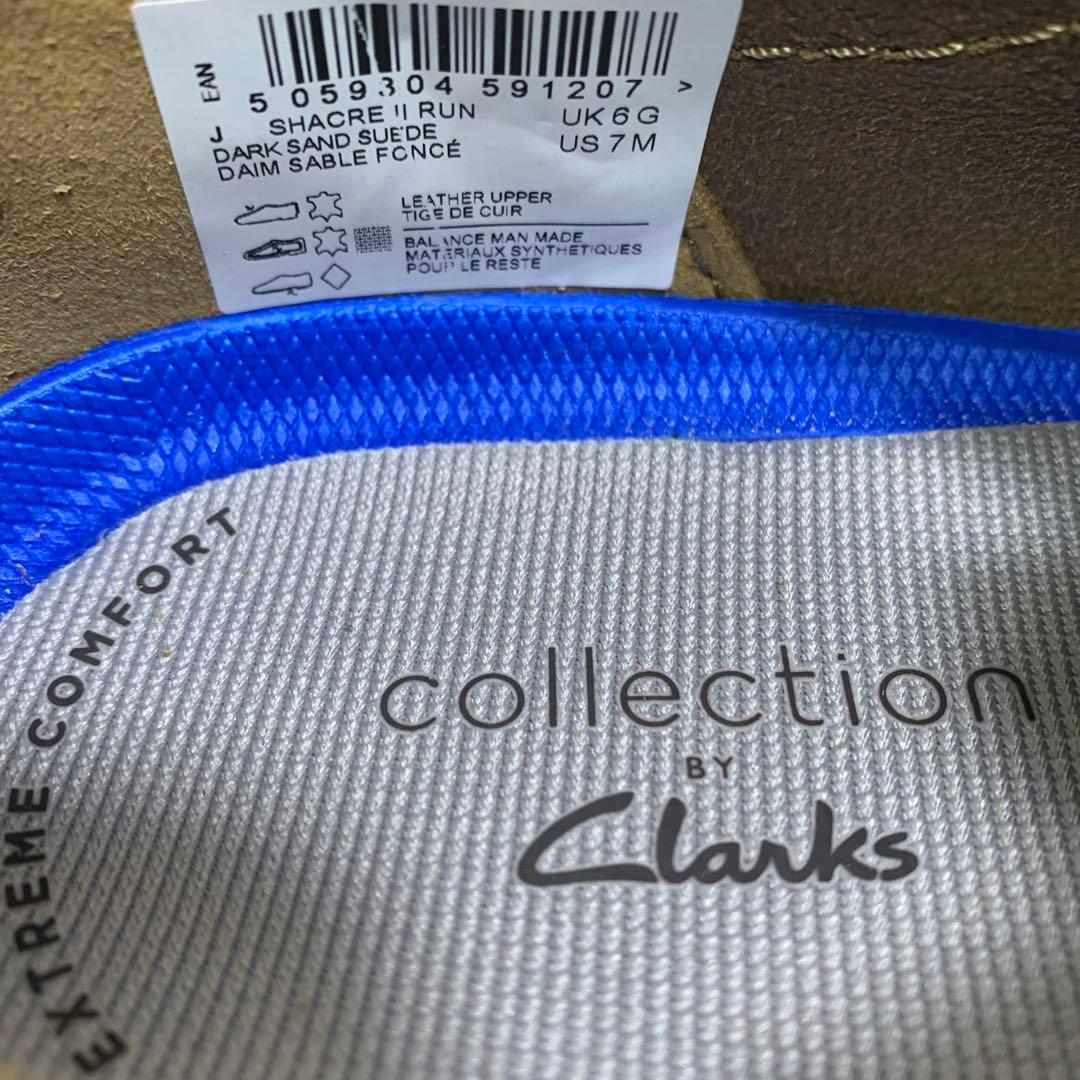 EAN
5 059304 591207 >
J
SHACRE II RUN
UK 6 G
DARK SAND SUEDE
US 7 M
DAIM SABLE FONCÉ
LEATHER UPPER
TIGE DE CUIR
BALANCE MAN MADE
MATERIAUX SYNTHETIQUES
POUR LE RESTE
EXTREME COMFORT
collection
BY
Clarks